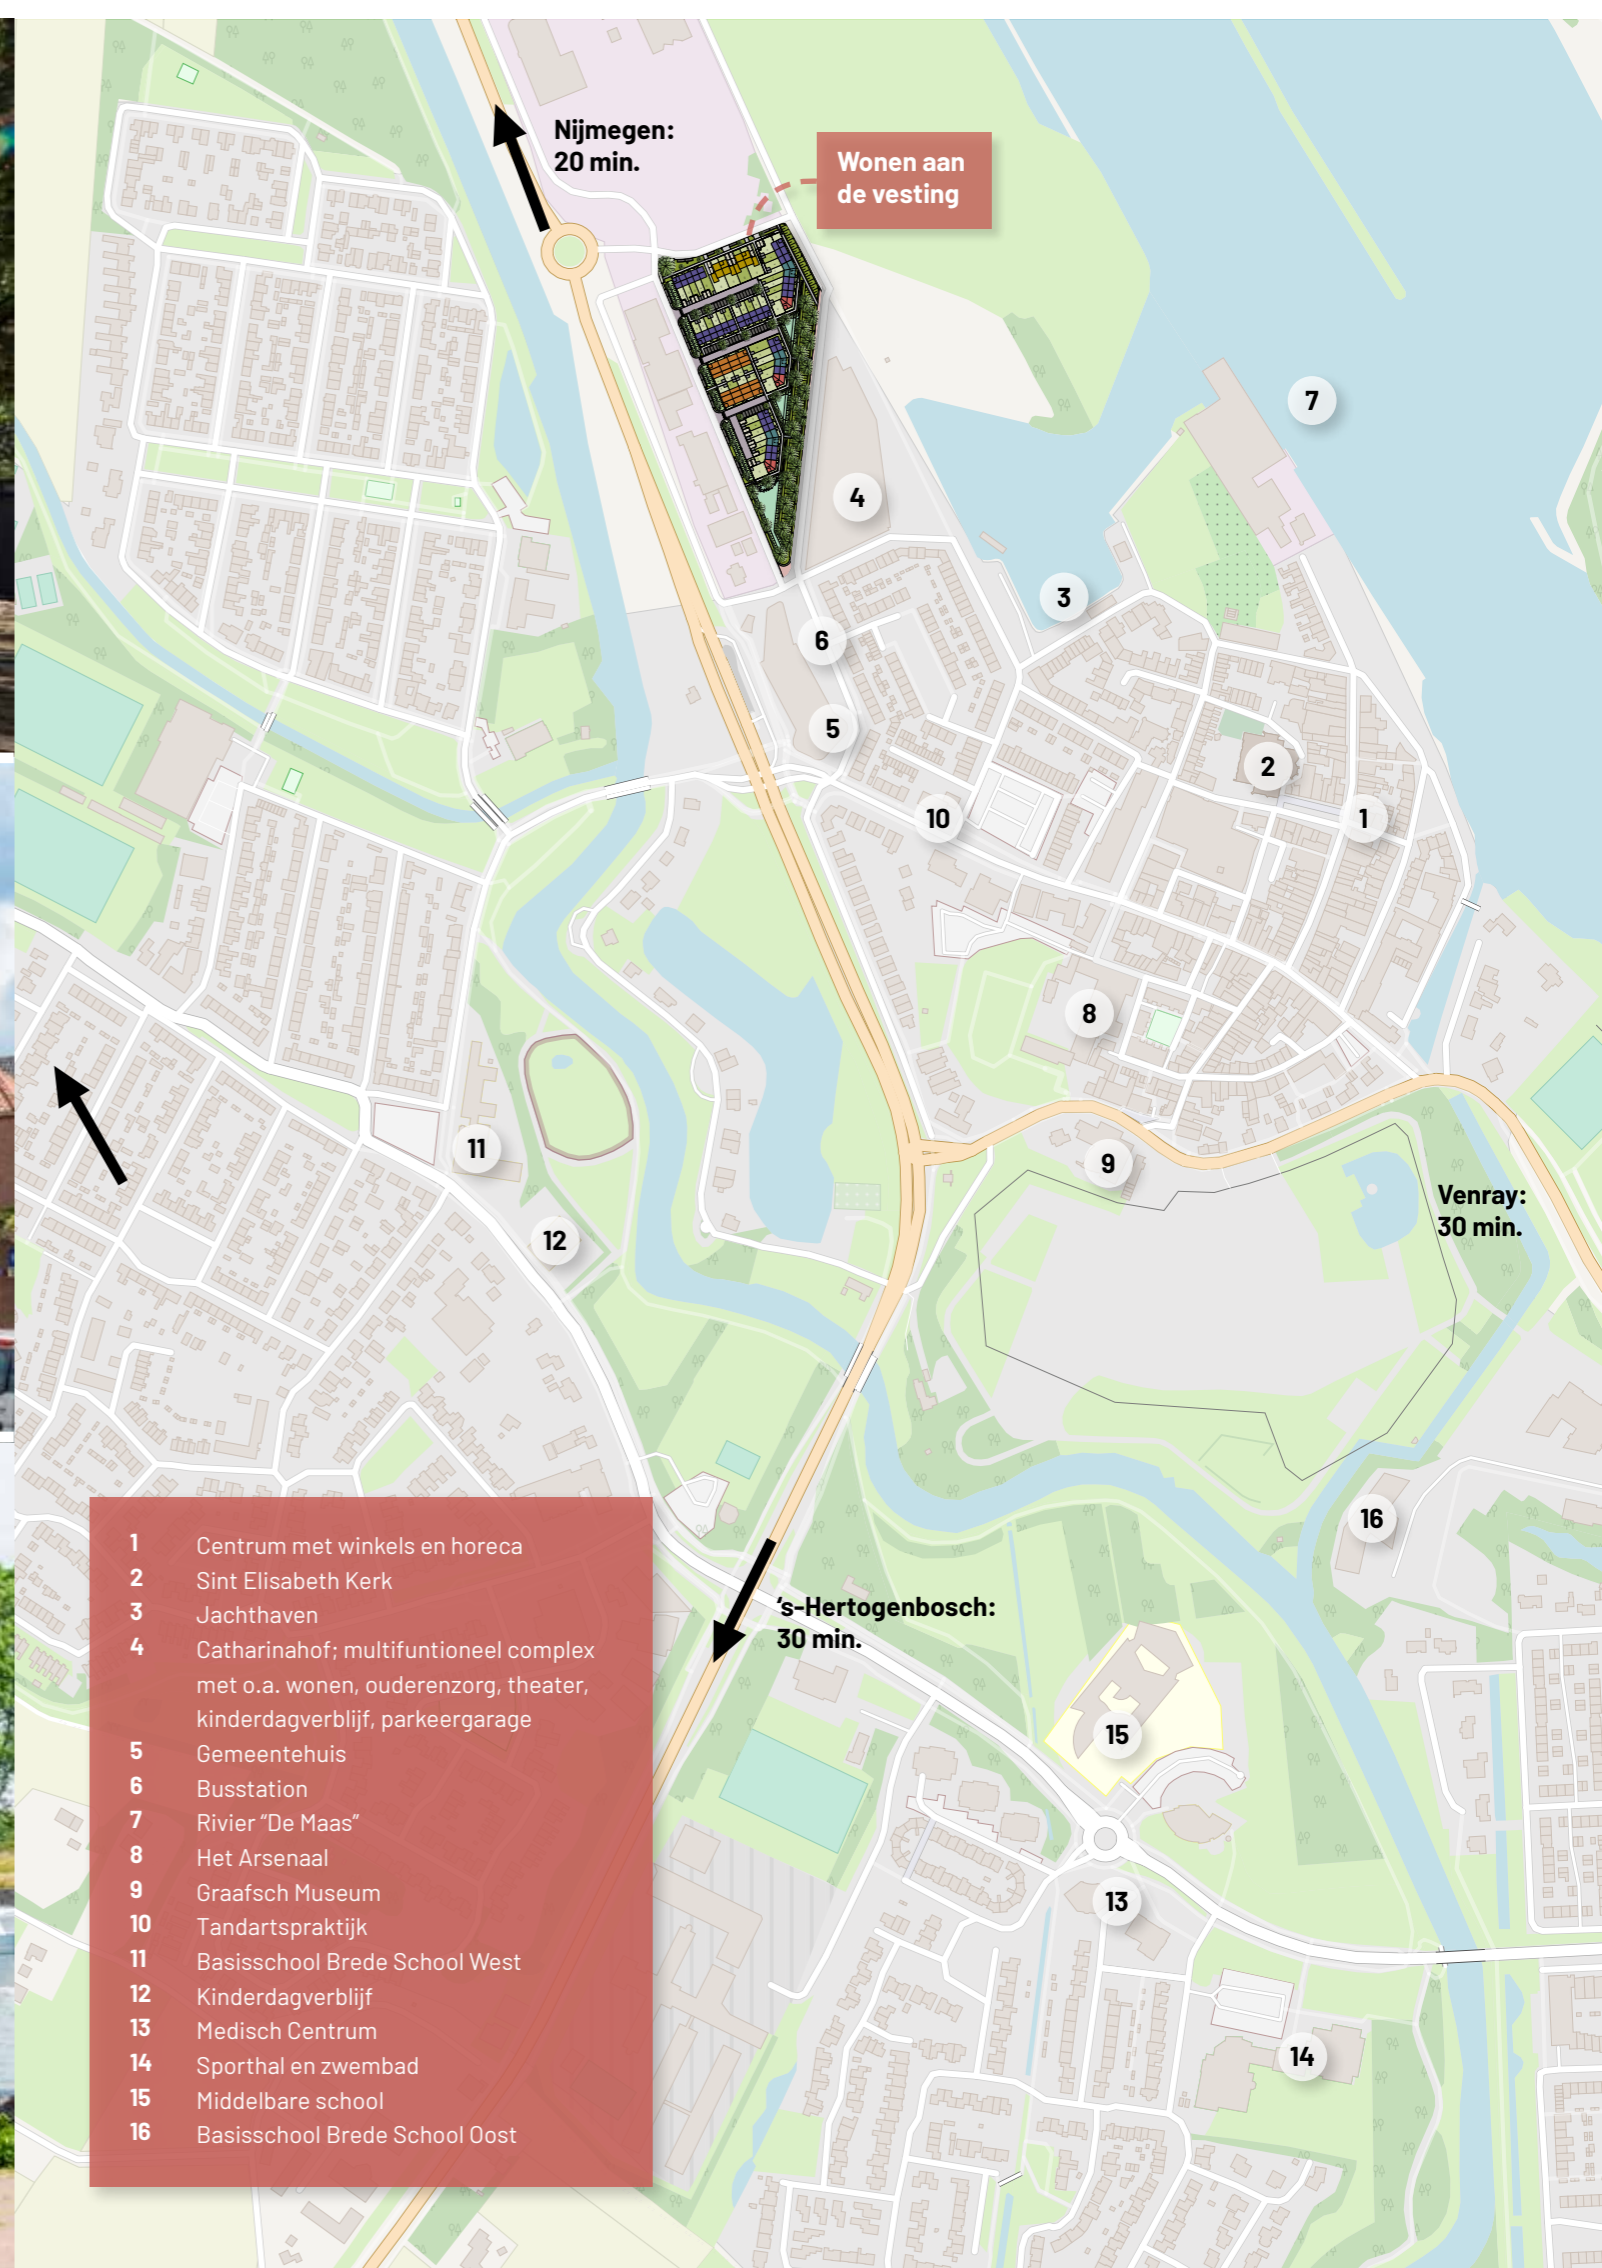 Nijmegen:
20 min.
Wonen aan
de vesting
7
4
3
6
5
2
1
10
8
11
9
Venray:
30 min.
12
16
's-Hertogenbosch:
30 min.
15
13
14
1 Centrum met winkels en horeca
2 Sint Elisabeth Kerk
3 Jachthaven
4 Catharinahof; multifuntioneel complex
met o.a. wonen, ouderenzorg, theater,
kinderdagverblijf, parkeergarage
5 Gemeentehuis
6 Busstation
7 Rivier “De Maas”
8 Het Arsenaal
9 Graafsch Museum
10 Tandartspraktijk
11 Basisschool Brede School West
12 Kinderdagverblijf
13 Medisch Centrum
14 Sporthal en zwembad
15 Middelbare school
16 Basisschool Brede School Oost